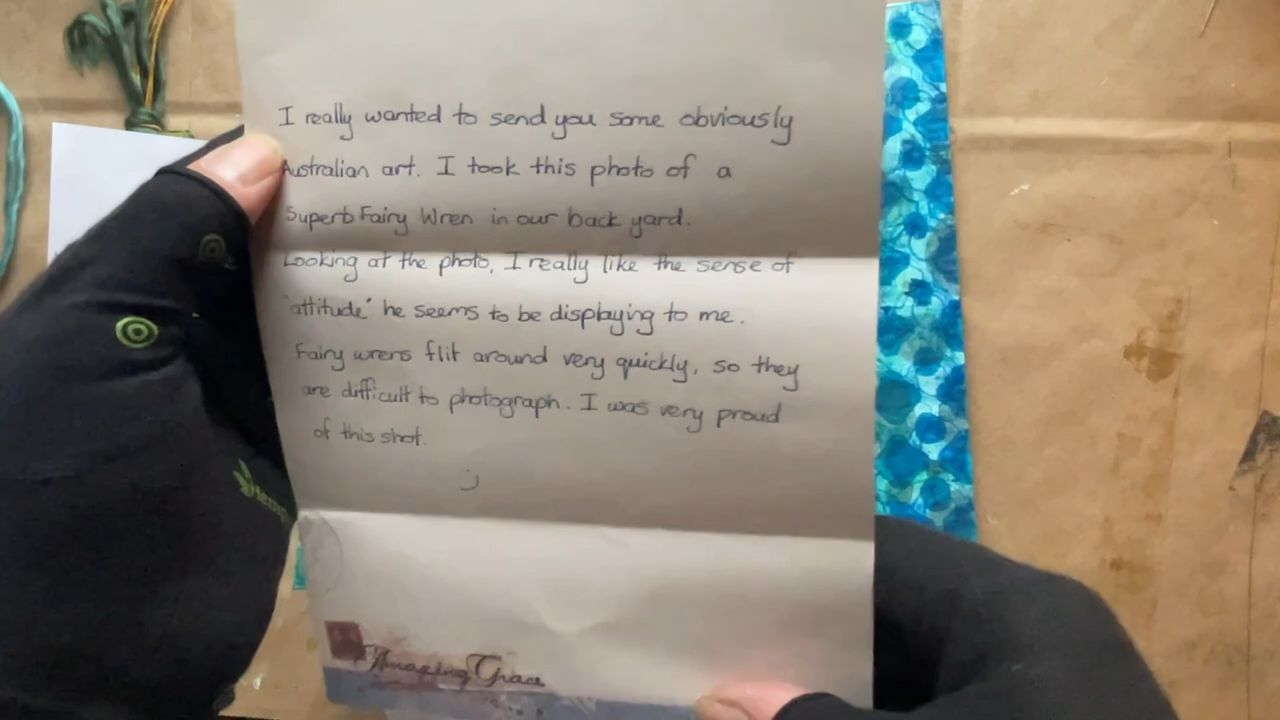 I really wanted to send you some obviously
Australian art. I took this photo of a
Superb Fairy Wren in our back yard.
Looking at the photo, I really like the sense of
"attitude" he seems to be displaying to me.
Fairy wrens flit around very quickly, so they
are difficult to photograph. I was very proud
of this shot.
Amazing Grace